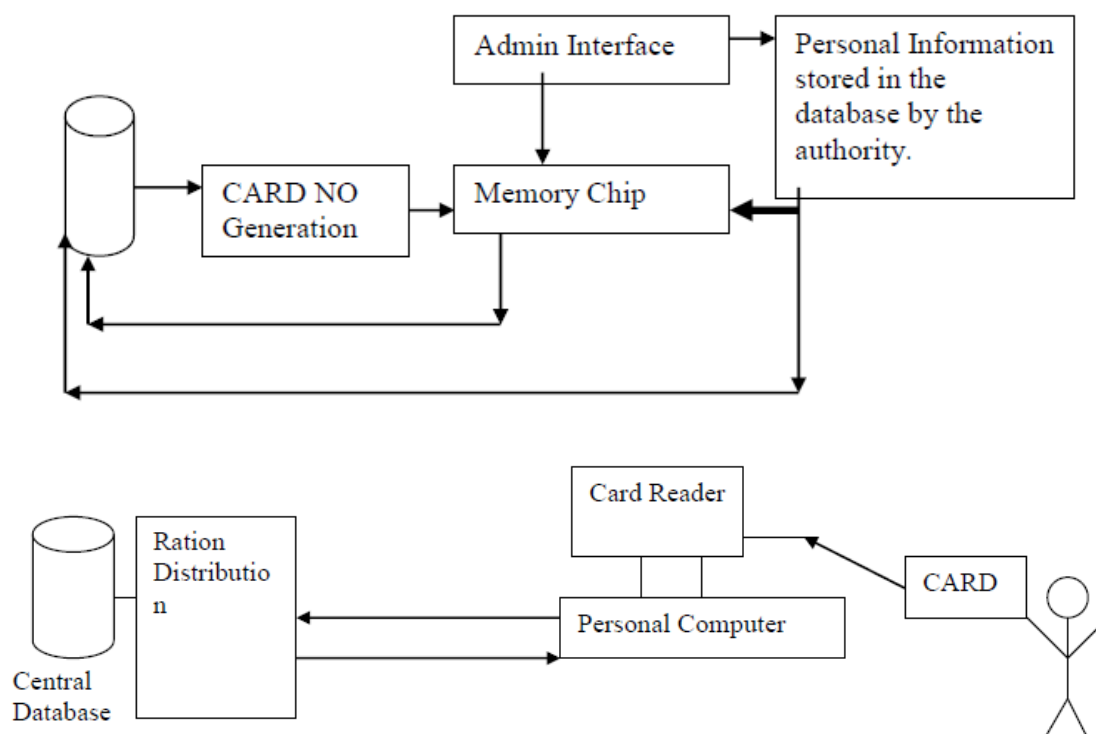 Admin Interface
Personal Information
stored in the
database by the
authority.
CARD NO
Generation
Memory Chip
Card Reader
Ration
Distributio
n
CARD
Personal Computer
Central
Database